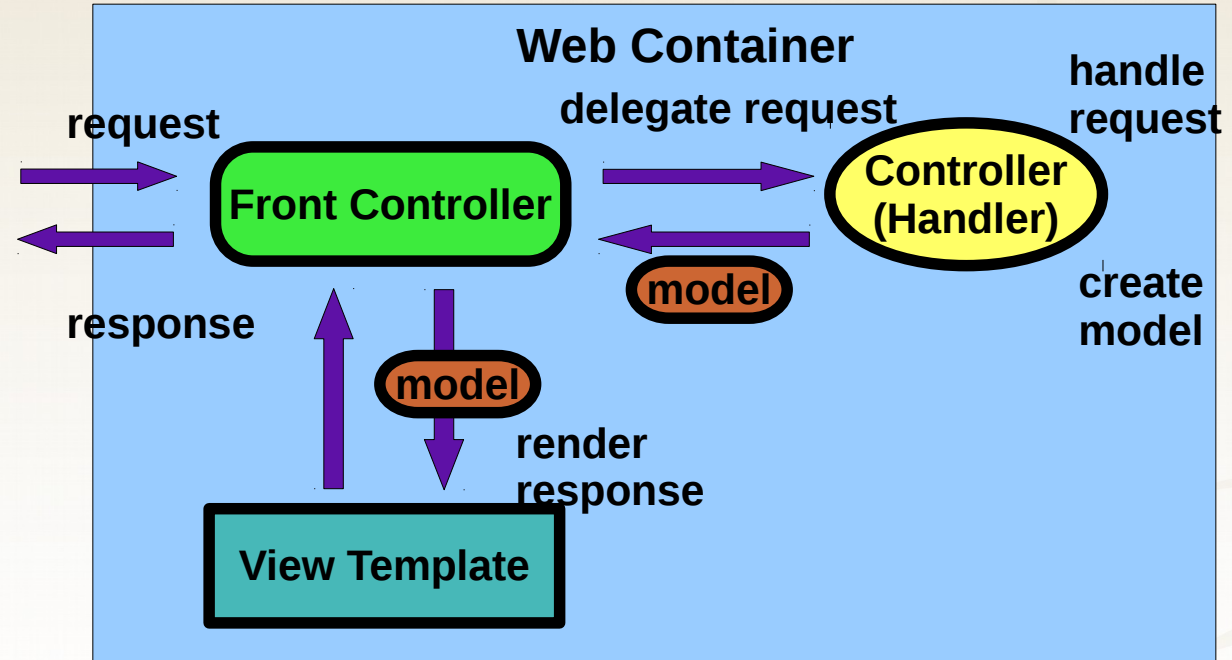 Web Container
handle
request
delegate request
request
Front Controller
Controller
(Handler)
model
create
model
response
model
render
response
View Template